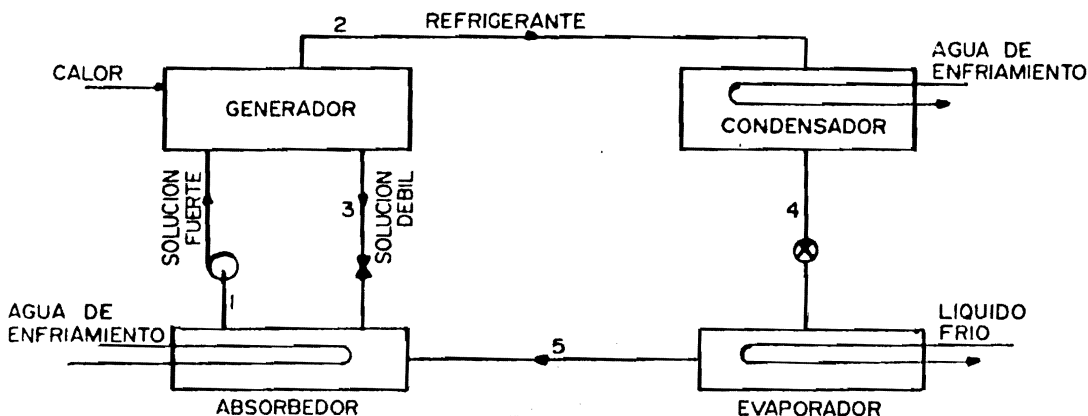 2
REFRIGERANTE
CALOR
GENERADOR
AGUA DE
ENFRIAMIENTO
CONDENSADOR
SOLUCION
FUERTE
3
SOLUCION
DEBIL
4
1
AGUA DE
ENFRIAMIENTO
5
LIQUIDO
FRIO
ABSORBEDOR
EVAPORADOR